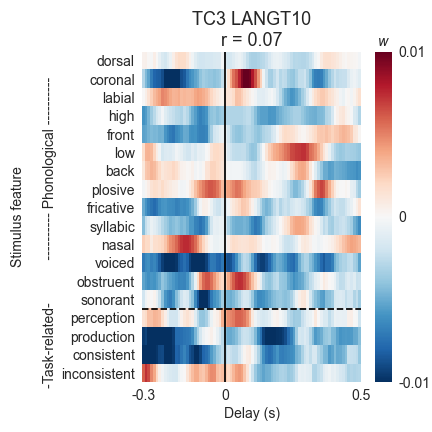 TC3 LANGT10
r = 0.07
w
dorsal
coronal
labial
high
front
low
back
plosive
fricative
syllabic
nasal
voiced
obstruent
sonorant
perception
production
consistent
inconsistent
Stimulus feature
---------- Phonological ----------
-Task-related-
-0.3
0
0.5
Delay (s)
0.01
0
-0.01